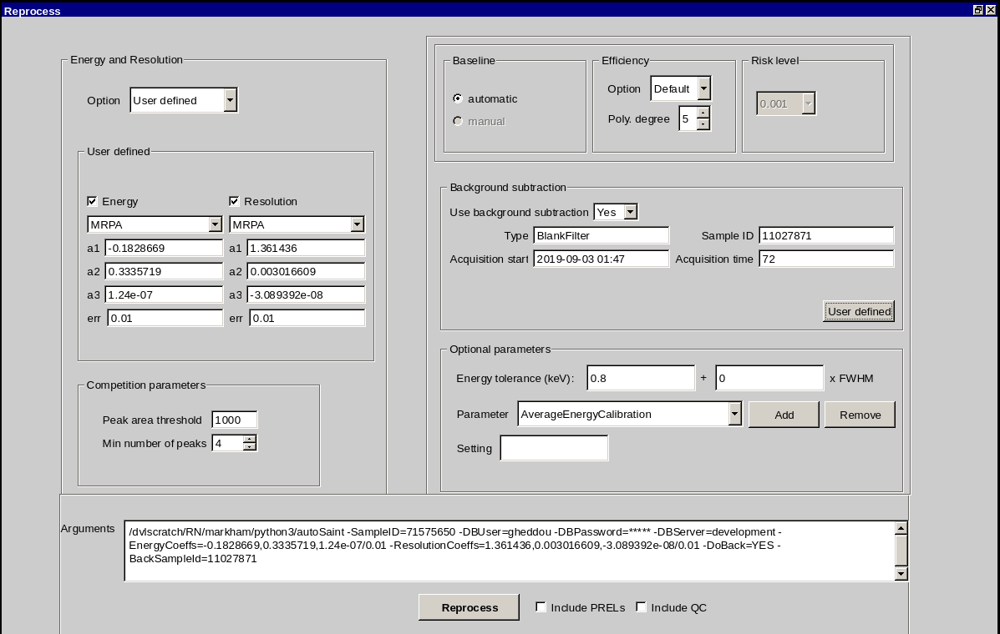 Reprocess
Energy and Resolution
Option User defined
User defined
Energy Resolution
MRPA MRPA
a1 -0.1828669 a1 1.361436
a2 0.3335719 a2 0.003016609
a3 1.24e-07 a3 -3.089392e-08
err 0.01 err 0.01
Competition parameters
Peak area threshold 1000
Min number of peaks 4
Baseline
automatic
manual
Efficiency
Option Default
Poly. degree 5
Risk level
0.001
Background subtraction
Use background subtraction Yes
Type BlankFilter Sample ID 11027871
Acquisition start 2019-09-03 01:47 Acquisition time 72
User defined
Optional parameters
Energy tolerance (keV): 0.8 + 0 x FWHM
Parameter AverageEnergyCalibration Add Remove
Setting
Arguments
/dvlscratch/RN/markham/python3/autoSaint -SampleID=71575650 -DBUser=gheddou -DBPassword=***** -DBServer=development -
EnergyCoeffs=-0.1828669,0.3335719,1.24e-07/0.01 -ResolutionCoeffs=1.361436,0.003016609,-3.089392e-08/0.01 -DoBack=YES -
BackSampleId=11027871
Reprocess Include PRELs Include QC